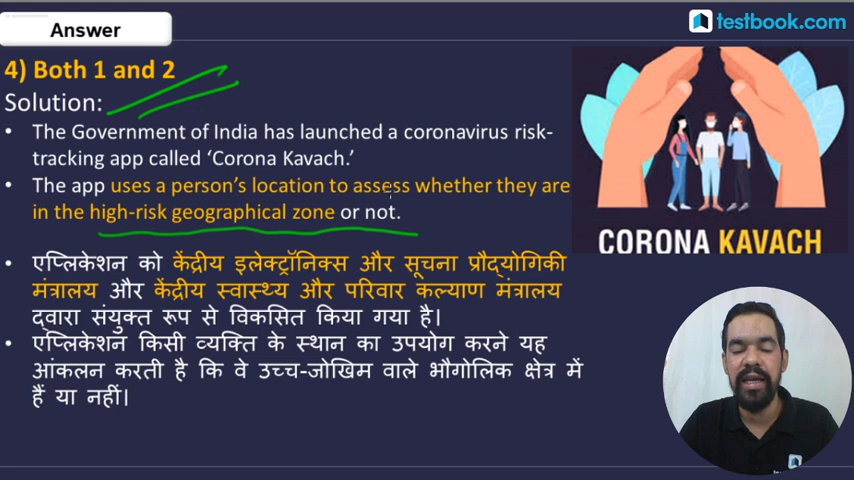 Answer
testbook.com
4) Both 1 and 2
Solution:
• The Government of India has launched a coronavirus risk-
tracking app called ‘Corona Kavach.’
• The app uses a person’s location to assess whether they are
in the high-risk geographical zone or not.
CORONA KAVACH
• एप्लिकेशन को केंद्रीय इलेक्ट्रॉनिक्स और सूचना प्रौद्योगिकी
मंत्रालय और केंद्रीय स्वास्थ्य और परिवार कल्याण मंत्रालय
द्वारा संयुक्त रूप से विकसित किया गया है।
• एप्लिकेशन किसी व्यक्ति के स्थान का उपयोग करने यह
आंकलन करती है कि वे उच्च-जोखिम वाले भौगोलिक क्षेत्र में
हैं या नहीं।